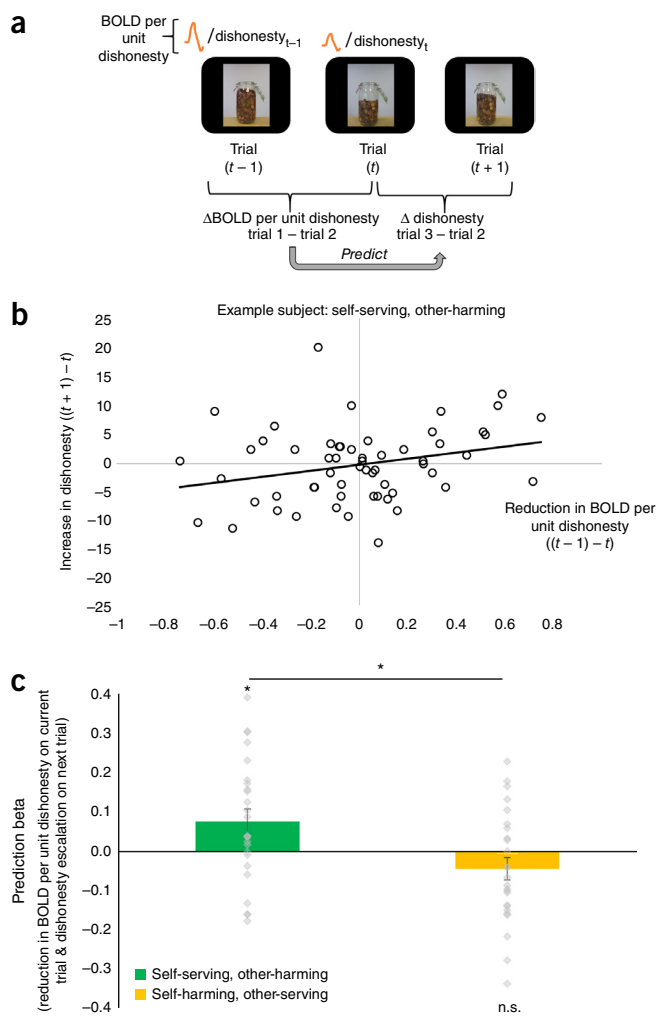 a
BOLD per
unit
dishonesty
/dishonesty t–1
/dishonesty t
Trial
(t – 1)
Trial
(t)
Trial
(t + 1)
ΔBOLD per unit dishonesty
trial 1 – trial 2
Δ dishonesty
trial 3 – trial 2
Predict
b
Example subject: self-serving, other-harming
Increase in dishonesty ((t + 1) – t)
25
20
15
10
5
0
–5
–10
–15
–20
–25
–1 –0.8 –0.6 –0.4 –0.2 0 0.2 0.4 0.6 0.8 1
Reduction in BOLD per
unit dishonesty
((t – 1) – t)
c
Prediction beta
(reduction in BOLD per unit dishonesty on current
trial & dishonesty escalation on next trial)
0.4
0.3
0.2
0.1
0.0
–0.1
–0.2
–0.3
–0.4
*
*
Self-serving, other-harming
Self-harming, other-serving
n.s.